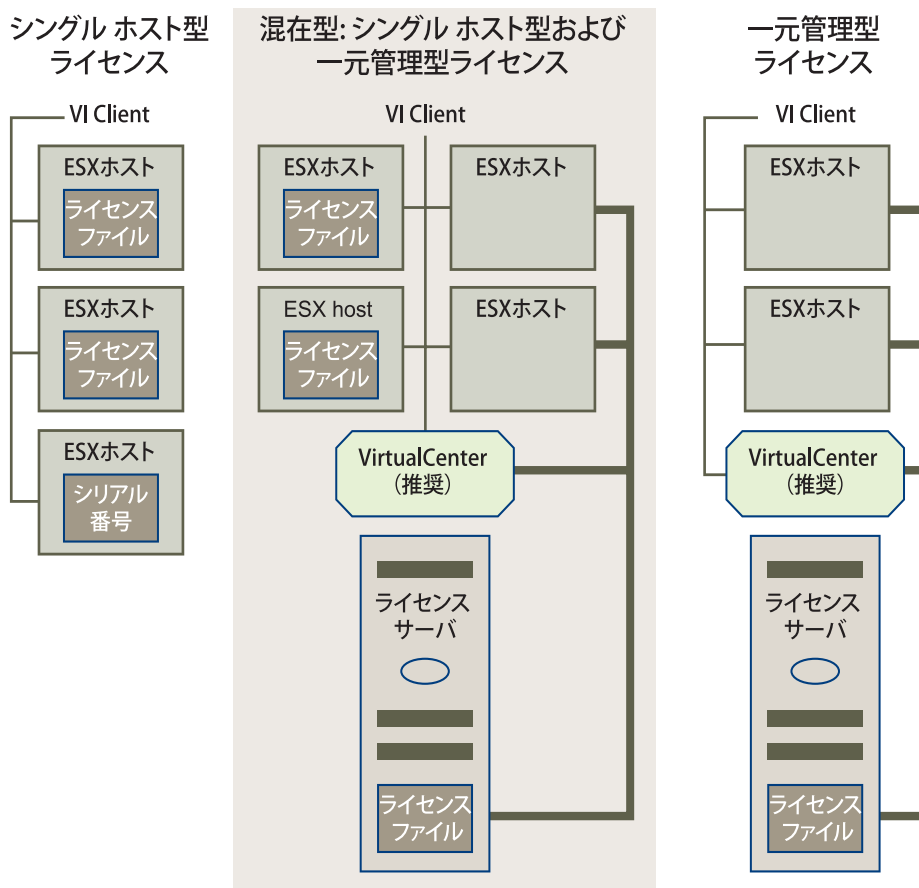 シングル ホスト型
ライセンス
VI Client
ESXホスト
ライセンス
ファイル
ESXホスト
ライセンス
ファイル
ESXホスト
シリアル
番号
混在型: シングル ホスト型および
一元管理型ライセンス
VI Client
ESXホスト
ライセンス
ファイル
ESXホスト
ESX host
ライセンス
ファイル
ESXホスト
VirtualCenter
（推奨）
ライセンス
サーバ
ライセンス
ファイル
一元管理型
ライセンス
VI Client
ESXホスト
ESXホスト
VirtualCenter
（推奨）
ライセンス
サーバ
ライセンス
ファイル